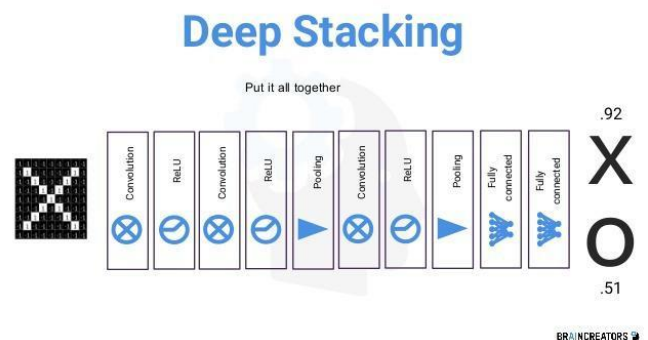 Deep Stacking
Put it all together
Convolution
ReLU
Convolution
ReLU
Pooling
Convolution
ReLU
Pooling
Fully
connected
Fully
connected
.92
X
O
.51
BRAINCREATORS